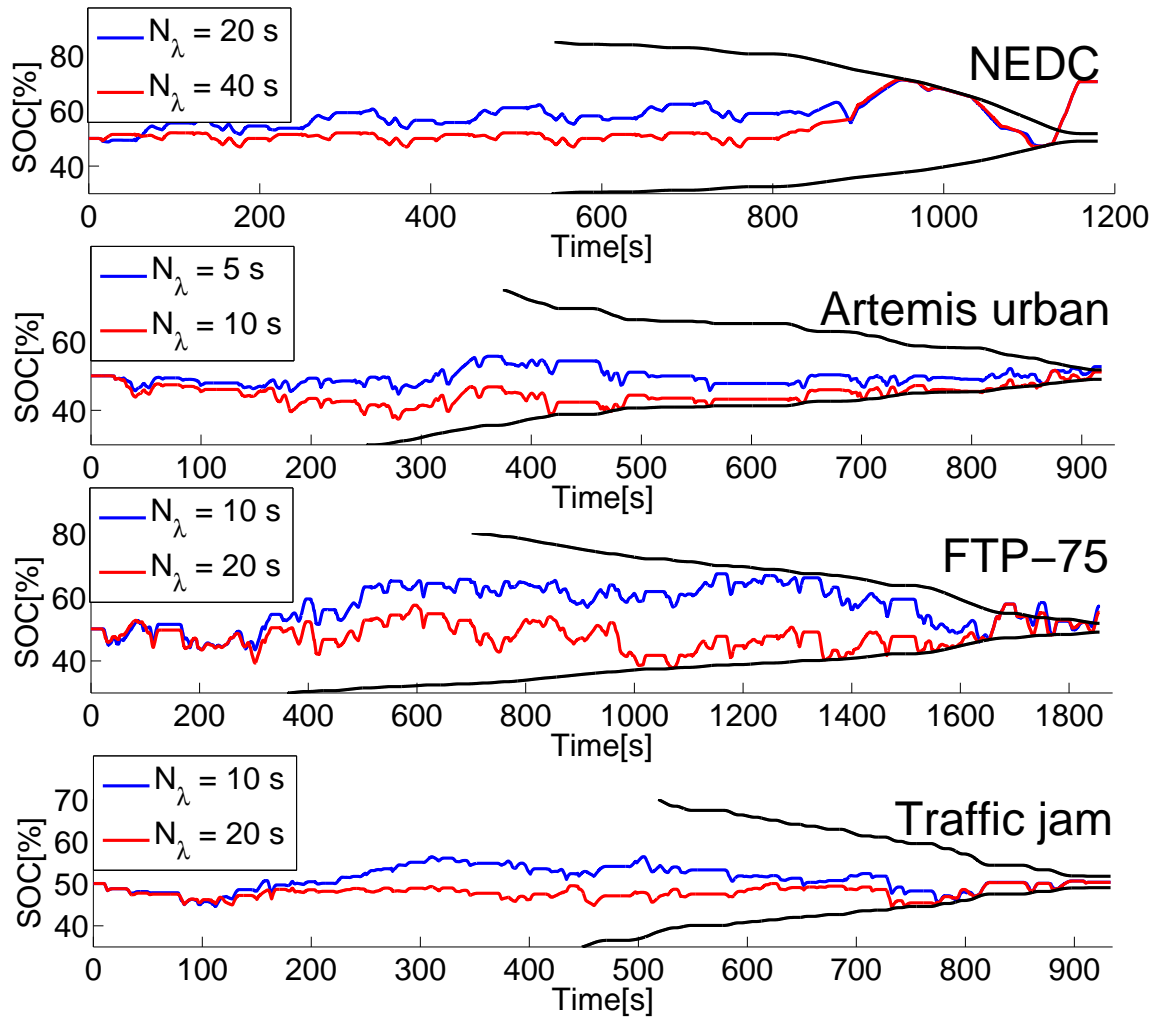 N_λ = 20 s
N_λ = 40 s
NEDC
SOC[%]
80
60
40
0 200 400 600 800 1000 1200
Time[s]
N_λ = 5 s
N_λ = 10 s
Artemis urban
SOC[%]
60
40
0 100 200 300 400 500 600 700 800 900
Time[s]
N_λ = 10 s
N_λ = 20 s
FTP−75
SOC[%]
80
60
40
0 200 400 600 800 1000 1200 1400 1600 1800
Time[s]
N_λ = 10 s
N_λ = 20 s
Traffic jam
SOC[%]
70
60
50
40
0 100 200 300 400 500 600 700 800 900
Time[s]